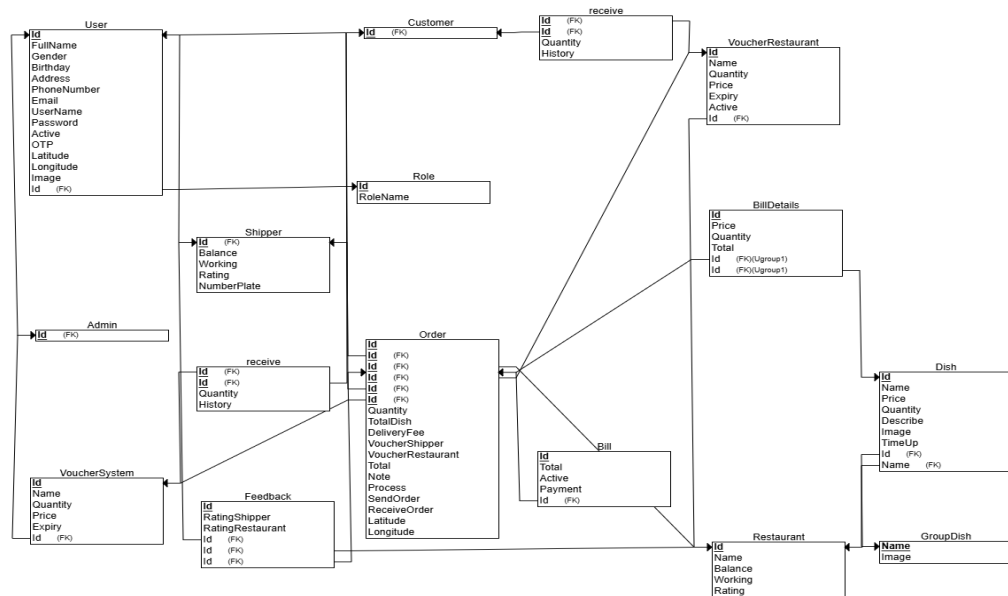 User
Id
FullName
Gender
Birthday
Address
PhoneNumber
Email
UserName
Password
Active
OTP
Latitude
Longitude
Image
Id (FK)
Customer
Id (FK)
receive
Id (FK)
Id (FK)
Quantity
History
VoucherRestaurant
Id
Name
Quantity
Price
Expiry
Active
Id (FK)
Role
Id
RoleName
Shipper
Id (FK)
Balance
Working
Rating
NumberPlate
BillDetails
Id
Price
Quantity
Total
Id (FK)(Ugroup1)
Id (FK)(Ugroup1)
Admin
Id (FK)
receive
Id (FK)
Id (FK)
Quantity
History
Order
Id
Id (FK)
Id (FK)
Id (FK)
Id (FK)
Id (FK)
Quantity
TotalDish
DeliveryFee
VoucherShipper
VoucherRestaurant
Total
Note
Process
SendOrder
ReceiveOrder
Latitude
Longitude
Dish
Id
Name
Price
Quantity
Describe
Image
TimeUp
Id (FK)
Name (FK)
VoucherSystem
Id
Name
Quantity
Price
Expiry
Id (FK)
Feedback
Id
RatingShipper
RatingRestaurant
Id (FK)
Id (FK)
Id (FK)
Bill
Id
Total
Active
Payment
Id (FK)
Restaurant
Id
Name
Balance
Working
Rating
GroupDish
Name
Image